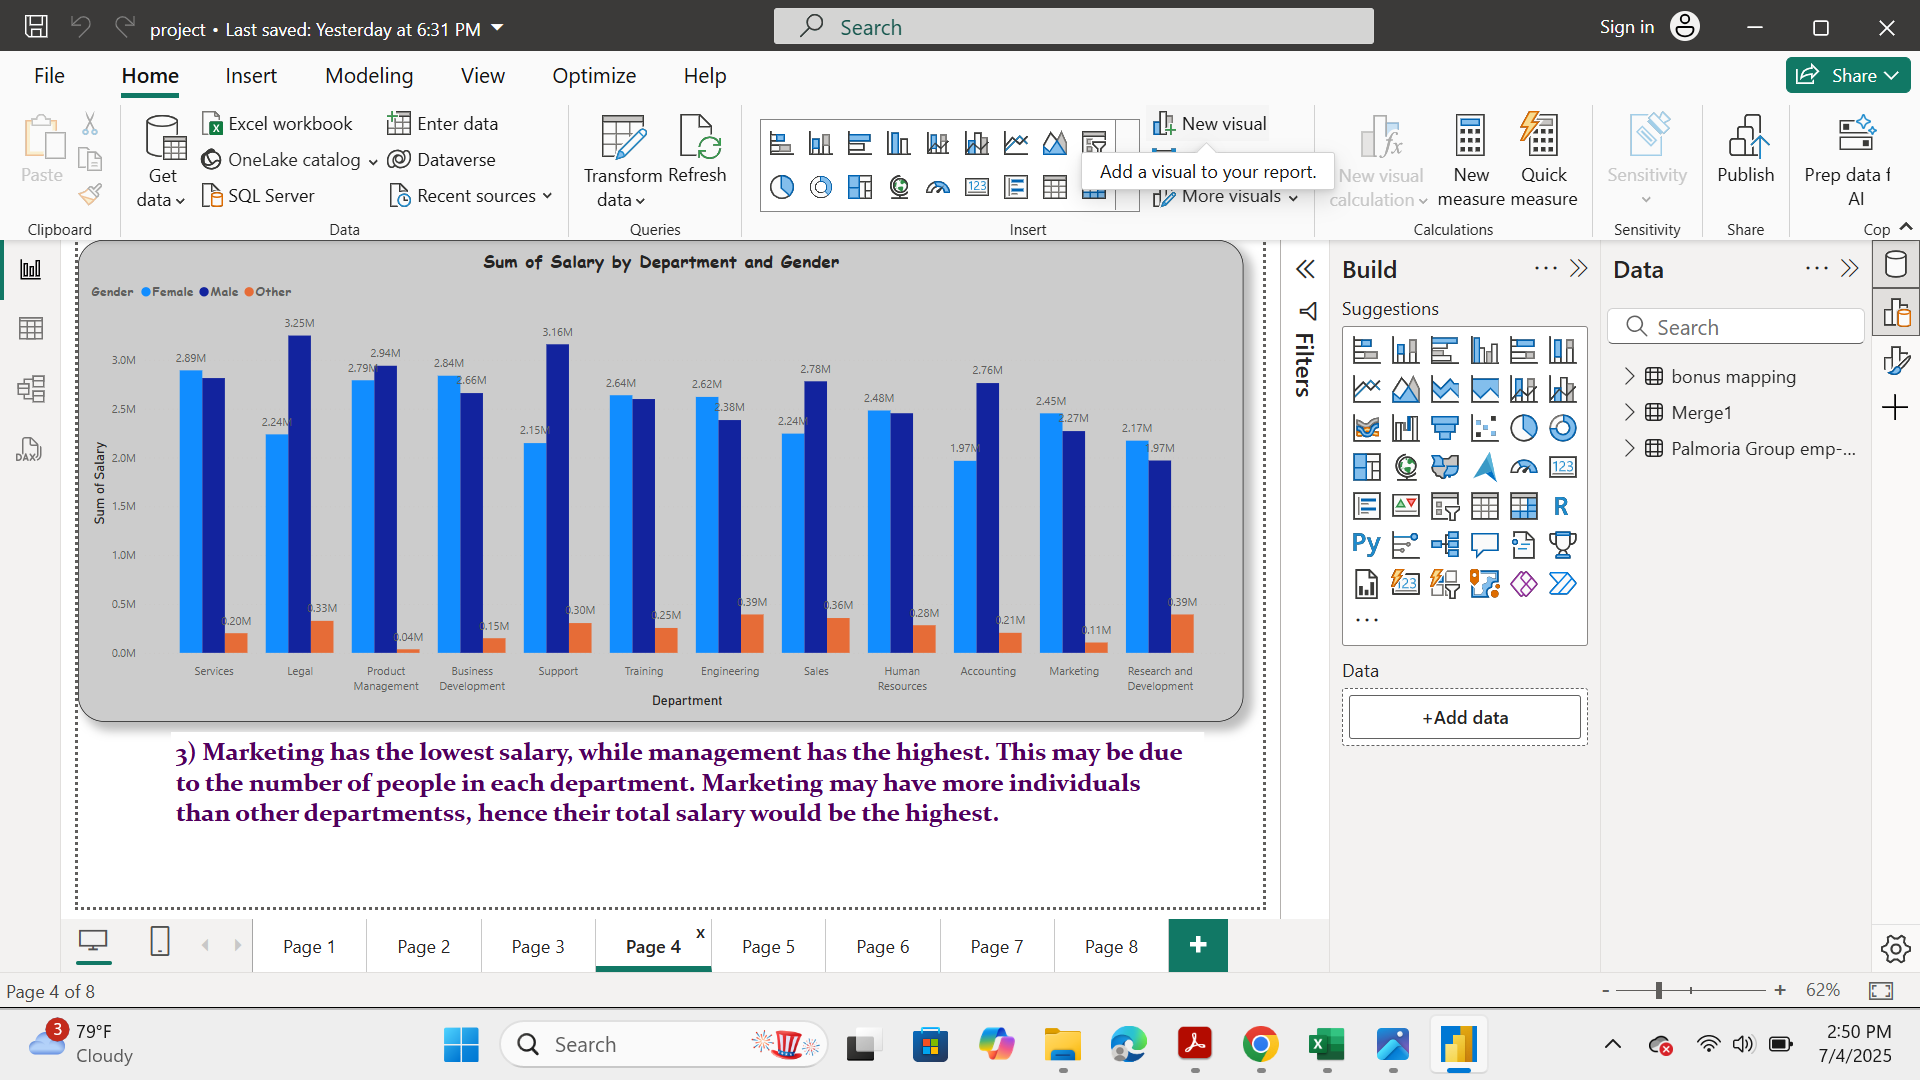 project • Last saved: Yesterday at 6:31 PM
Search
Sign in
File
Home
Insert
Modeling
View
Optimize
Help
Share
Paste
Clipboard
Get data
Excel workbook
OneLake catalog
SQL Server
Enter data
Dataverse
Recent sources
Data
Transform data
Refresh
Queries
New visual
Add a visual to your report.
More visuals
Insert
New visual calculation
New measure
Quick measure
Calculations
Sensitivity
Sensitivity
Publish
Share
Prep data f
AI
Cop
Sum of Salary by Department and Gender
Gender Female Male Other
Sum of Salary
3.0M
2.5M
2.0M
1.5M
1.0M
0.5M
0.0M
2.89M
0.20M
2.24M
3.25M
0.33M
2.79M
2.94M
0.04M
2.84M
2.66M
0.15M
2.15M
3.16M
0.30M
2.64M
0.25M
2.62M
2.38M
0.39M
2.24M
2.78M
0.36M
2.48M
0.28M
1.97M
2.76M
0.21M
2.45M
2.27M
0.11M
2.17M
1.97M
0.39M
Services
Legal
Product
Management
Business
Development
Support
Training
Engineering
Sales
Human
Resources
Accounting
Marketing
Research and
Development
Department
3) Marketing has the lowest salary, while management has the highest. This may be due
to the number of people in each department. Marketing may have more individuals
than other departmentss, hence their total salary would be the highest.
Filters
Build
Suggestions
123
R
Py
Data
+Add data
Data
Search
bonus mapping
Merge1
Palmoria Group emp-...
DAX
Page 1
Page 2
Page 3
Page 4
x
Page 5
Page 6
Page 7
Page 8
+
Page 4 of 8
- + 62%
3
79°F
Cloudy
Search
2:50 PM
7/4/2025